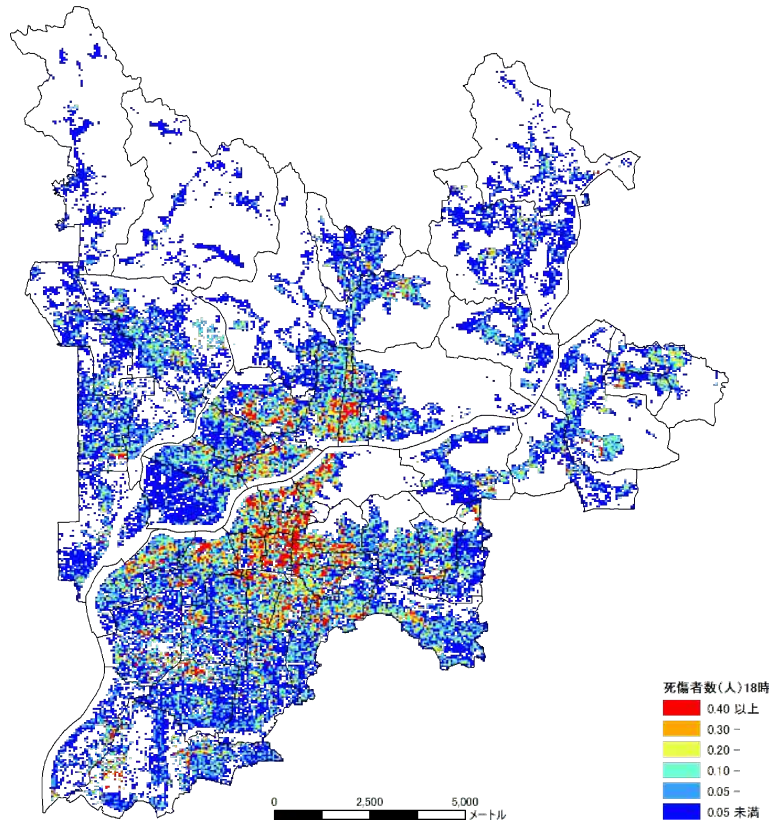 死傷者数(人)18時
0.40 以上
0.30 -
0.20 -
0.10 -
0.05 -
0.05 未満
0 2,500 5,000
メートル